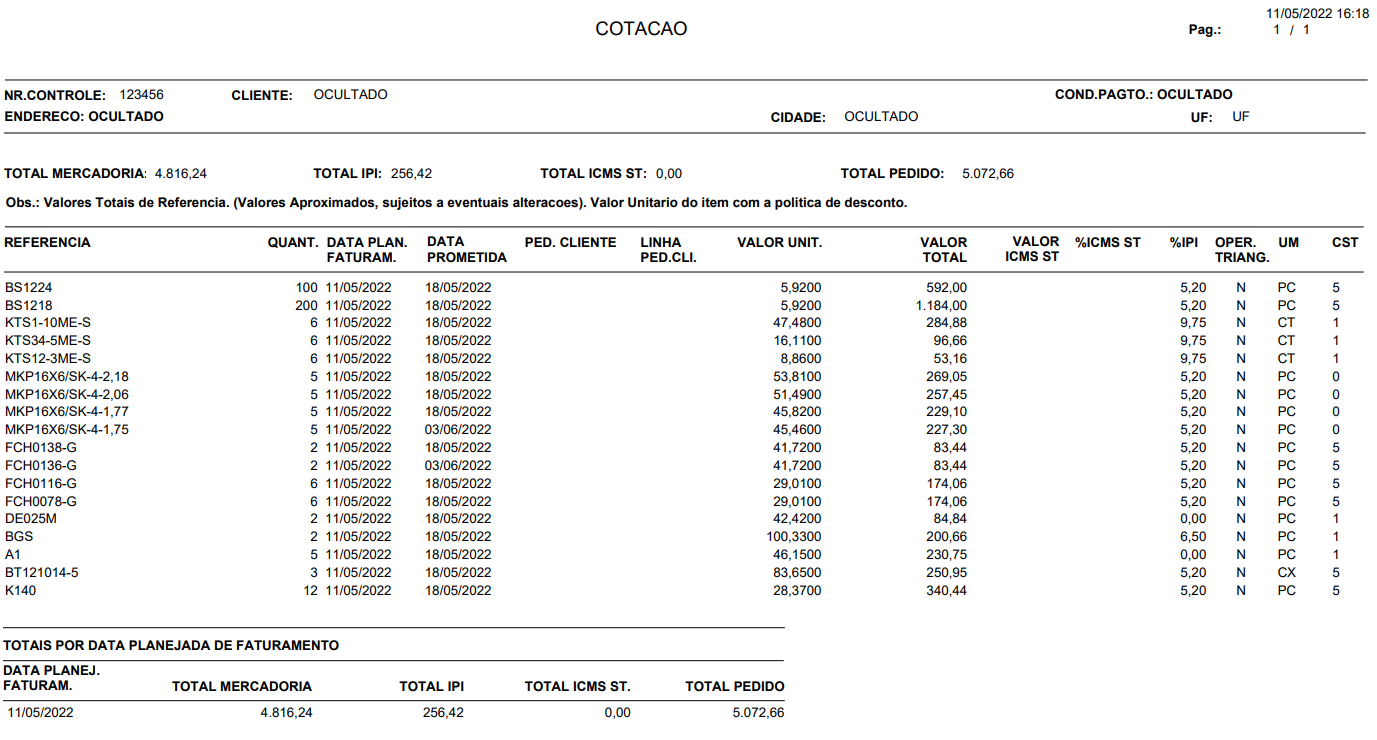 11/05/2022 16:18
COTACAO
Pag.: 1 / 1
NR.CONTROLE: 123456 CLIENTE: OCULTADO COND.PAGTO.: OCULTADO
ENDERECO: OCULTADO CIDADE: OCULTADO UF: UF
TOTAL MERCADORIA: 4.816,24 TOTAL IPI: 256,42 TOTAL ICMS ST: 0,00 TOTAL PEDIDO: 5.072,66
Obs.: Valores Totais de Referencia. (Valores Aproximados, sujeitos a eventuais alteracoes). Valor Unitario do item com a politica de desconto.
REFERENCIA QUANT. DATA PLAN. DATA PED. CLIENTE LINHA VALOR UNIT. VALOR VALOR %ICMS ST %IPI OPER. UM CST
FATURAM. PROMETIDA PED.CLI. TOTAL ICMS ST TRIANG.
BS1224 100 11/05/2022 18/05/2022 5,9200 592,00 5,20 N PC 5
BS1218 200 11/05/2022 18/05/2022 5,9200 1.184,00 5,20 N PC 5
KTS1-10ME-S 6 11/05/2022 18/05/2022 47,4800 284,88 9,75 N CT 1
KTS34-5ME-S 6 11/05/2022 18/05/2022 16,1100 96,66 9,75 N CT 1
KTS12-3ME-S 6 11/05/2022 18/05/2022 8,8600 53,16 9,75 N CT 1
MKP16X6/SK-4-2,18 5 11/05/2022 18/05/2022 53,8100 269,05 5,20 N PC 0
MKP16X6/SK-4-2,06 5 11/05/2022 18/05/2022 51,4900 257,45 5,20 N PC 0
MKP16X6/SK-4-1,77 5 11/05/2022 18/05/2022 45,8200 229,10 5,20 N PC 0
MKP16X6/SK-4-1,75 5 11/05/2022 03/06/2022 45,4600 227,30 5,20 N PC 0
FCH0138-G 2 11/05/2022 18/05/2022 41,7200 83,44 5,20 N PC 5
FCH0136-G 2 11/05/2022 03/06/2022 41,7200 83,44 5,20 N PC 5
FCH0116-G 6 11/05/2022 18/05/2022 29,0100 174,06 5,20 N PC 5
FCH0078-G 6 11/05/2022 18/05/2022 29,0100 174,06 5,20 N PC 5
DE025M 2 11/05/2022 18/05/2022 42,4200 84,84 0,00 N PC 1
BGS 2 11/05/2022 18/05/2022 100,3300 200,66 6,50 N PC 1
A1 5 11/05/2022 18/05/2022 46,1500 230,75 0,00 N PC 1
BT121014-5 3 11/05/2022 18/05/2022 83,6500 250,95 5,20 N CX 5
K140 12 11/05/2022 18/05/2022 28,3700 340,44 5,20 N PC 5
TOTAIS POR DATA PLANEJADA DE FATURAMENTO
DATA PLANEJ.
FATURAM. TOTAL MERCADORIA TOTAL IPI TOTAL ICMS ST. TOTAL PEDIDO
11/05/2022 4.816,24 256,42 0,00 5.072,66